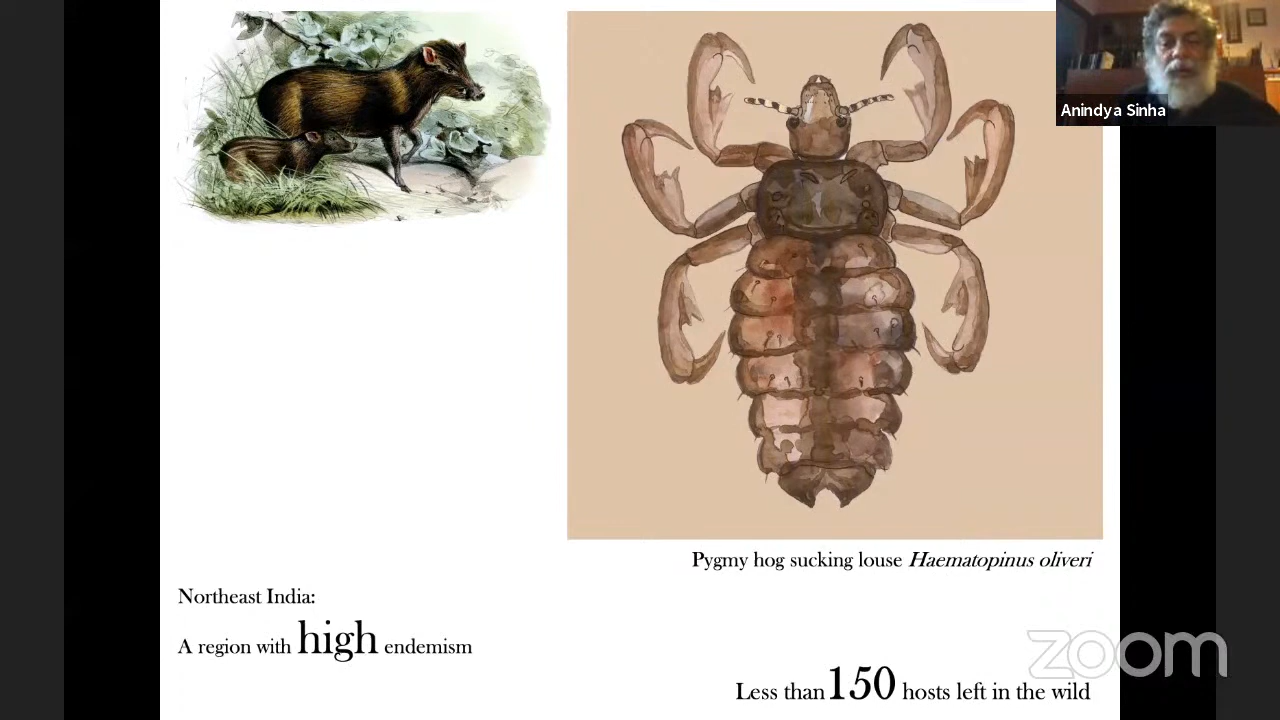 Anindya Sinha
Pygmy hog sucking louse Haematopinus oliveri
Northeast India:
A region with high endemism
zoom
Less than 150 hosts left in the wild